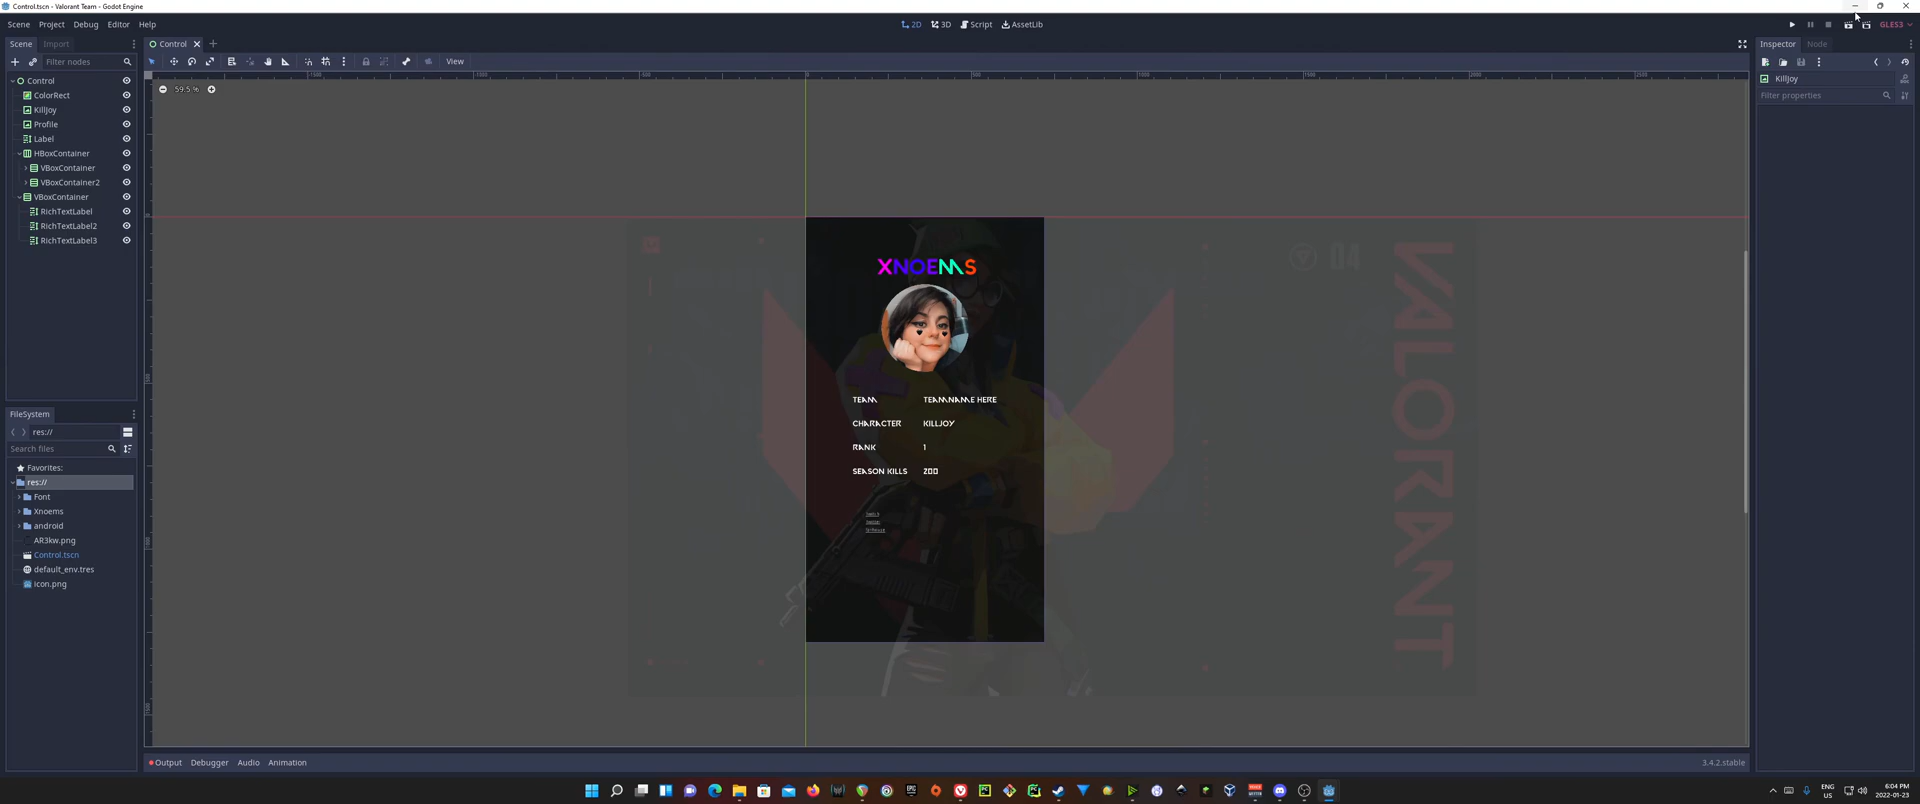 Control.tscn - Valorant Team - Godot Engine
Scene Project Debug Editor Help
2D 3D Script AssetLib
GLES3
Scene Import
Control
Inspector Node
Filter nodes
View
KillJoy
Filter properties
59.5 %
Control
ColorRect
KillJoy
Profile
Label
HBoxContainer
VBoxContainer
VBoxContainer2
VBoxContainer
RichTextLabel
RichTextLabel2
RichTextLabel3
XNOEMS
TEAM TEAMNAME HERE
CHARACTER KILLJOY
RANK 1
SEASON KILLS 200
04
VALORANT
FileSystem
res://
Search files
Favorites:
res://
Font
Xnoems
android
AR3kw.png
Control.tscn
default_env.tres
icon.png
Output Debugger Audio Animation
3.4.2.stable
ENG
US
6:04 PM
2022-01-23